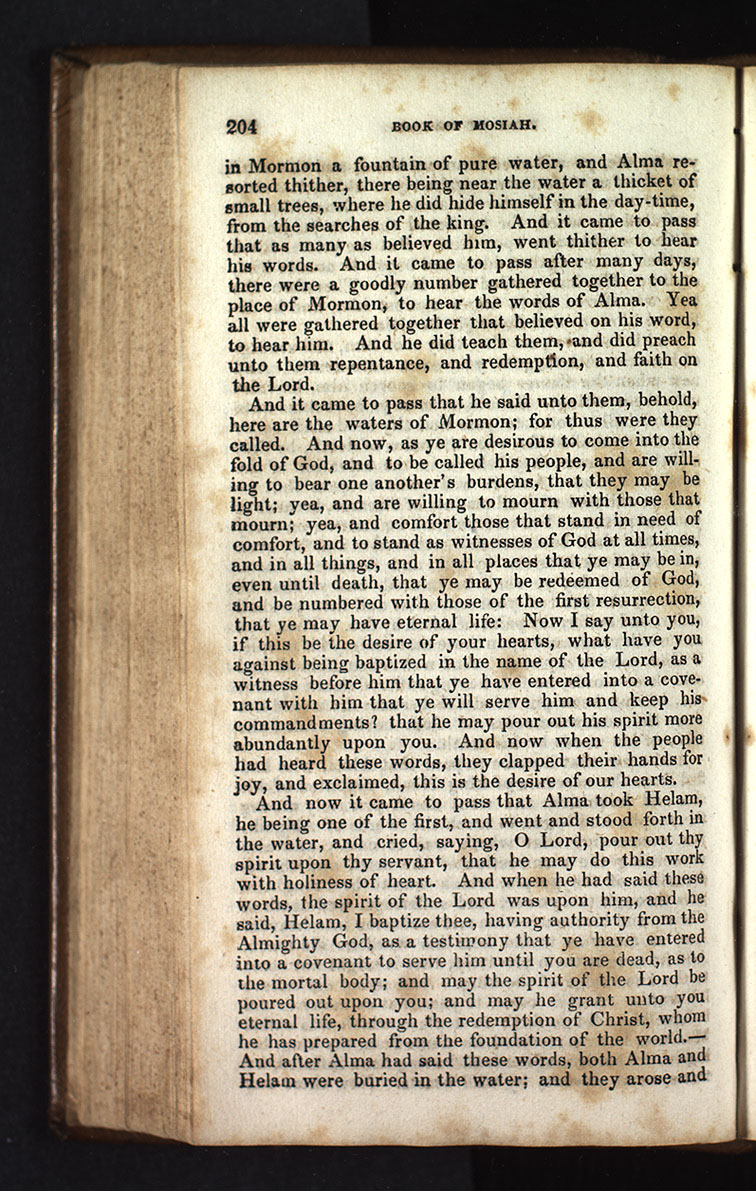 204 BOOK OF MOSIAH.
in Mormon a fountain of pure water, and Alma re-
sorted thither, there being near the water a thicket of
small trees, where he did hide himself in the day-time,
from the searches of the king. And it came to pass
that as many as believed him, went thither to hear
his words. And it came to pass after many days,
there were a goodly number gathered together to the
place of Mormon, to hear the words of Alma. Yea
all were gathered together that believed on his word,
to hear him. And he did teach them, and did preach
unto them repentance, and redemption, and faith on
the Lord.
And it came to pass that he said unto them, behold,
here are the waters of Mormon; for thus were they
called. And now, as ye are desirous to come into the
fold of God, and to be called his people, and are will-
ing to bear one another's burdens, that they may be
light; yea, and are willing to mourn with those that
mourn; yea, and comfort those that stand in need of
comfort, and to stand as witnesses of God at all times,
and in all things, and in all places that ye may be in,
even until death, that ye may be redeemed of God,
and be numbered with those of the first resurrection,
that ye may have eternal life: Now I say unto you,
if this be the desire of your hearts, what have you
against being baptized in the name of the Lord, as a
witness before him that ye have entered into a cove-
nant with him that ye will serve him and keep his
commandments? that he may pour out his spirit more
abundantly upon you. And now when the people
had heard these words, they clapped their hands for
joy, and exclaimed, this is the desire of our hearts.
And now it came to pass that Alma took Helam,
he being one of the first, and went and stood forth in
the water, and cried, saying, O Lord, pour out thy
spirit upon thy servant, that he may do this work
with holiness of heart. And when he had said these
words, the spirit of the Lord was upon him, and he
said, Helam, I baptize thee, having authority from the
Almighty God, as a testimony that ye have entered
into a covenant to serve him until you are dead, as to
the mortal body; and may the spirit of the Lord be
poured out upon you; and may he grant unto you
eternal life, through the redemption of Christ, whom
he has prepared from the foundation of the world.—
And after Alma had said these words, both Alma and
Helam were buried in the water; and they arose and